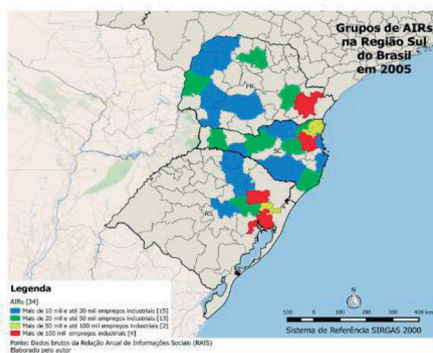 Grupos de AIRs
na Região Sul
do Brasil
em 2005
PR
SC
RS
Legenda
AIRs [34]
Mais de 10 mil e até 20 mil empregos industriais [15]
Mais de 20 mil e até 50 mil empregos industriais [13]
Mais de 50 mil e até 100 mil empregos industriais [2]
Mais de 100 mil empregos industriais [4]
Fonte: Dados brutos da Relação Anual de Informações Sociais (RAIS)
Elaborado pelo autor
N
100 0 100 200 300 400 km
Sistema de Referência SIRGAS 2000